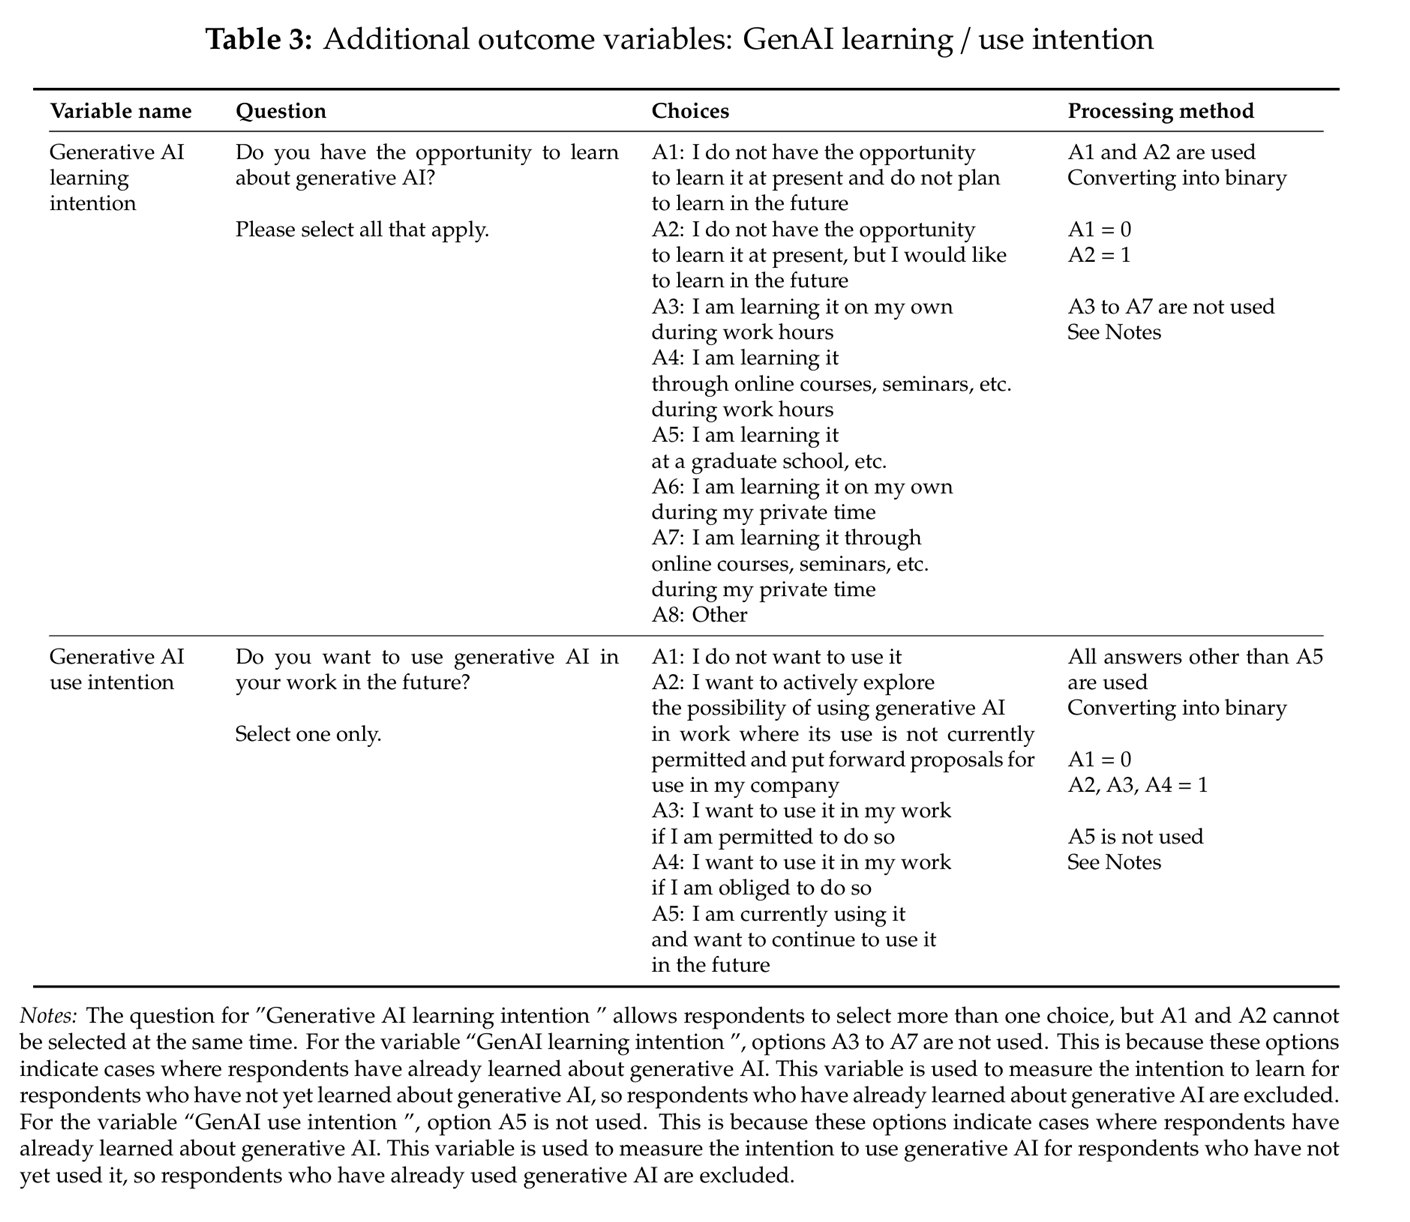 Table 3: Additional outcome variables: GenAI learning / use intention
Variable name
Question
Choices
Processing method
Generative AI
learning
intention
Do you have the opportunity to learn
about generative AI?
Please select all that apply.
A1: I do not have the opportunity
to learn it at present and do not plan
to learn in the future
A2: I do not have the opportunity
to learn it at present, but I would like
to learn in the future
A3: I am learning it on my own
during work hours
A4: I am learning it
through online courses, seminars, etc.
during work hours
A5: I am learning it
at a graduate school, etc.
A6: I am learning it on my own
during my private time
A7: I am learning it through
online courses, seminars, etc.
during my private time
A8: Other
A1 and A2 are used
Converting into binary
A1 = 0
A2 = 1
A3 to A7 are not used
See Notes
Generative AI
use intention
Do you want to use generative AI in
your work in the future?
Select one only.
A1: I do not want to use it
A2: I want to actively explore
the possibility of using generative AI
in work where its use is not currently
permitted and put forward proposals for
use in my company
A3: I want to use it in my work
if I am permitted to do so
A4: I want to use it in my work
if I am obliged to do so
A5: I am currently using it
and want to continue to use it
in the future
All answers other than A5
are used
Converting into binary
A1 = 0
A2, A3, A4 = 1
A5 is not used
See Notes
Notes: The question for ”Generative AI learning intention ” allows respondents to select more than one choice, but A1 and A2 cannot
be selected at the same time. For the variable “GenAI learning intention ”, options A3 to A7 are not used. This is because these options
indicate cases where respondents have already learned about generative AI. This variable is used to measure the intention to learn for
respondents who have not yet learned about generative AI, so respondents who have already learned about generative AI are excluded.
For the variable “GenAI use intention ”, option A5 is not used. This is because these options indicate cases where respondents have
already learned about generative AI. This variable is used to measure the intention to use generative AI for respondents who have not
yet used it, so respondents who have already used generative AI are excluded.